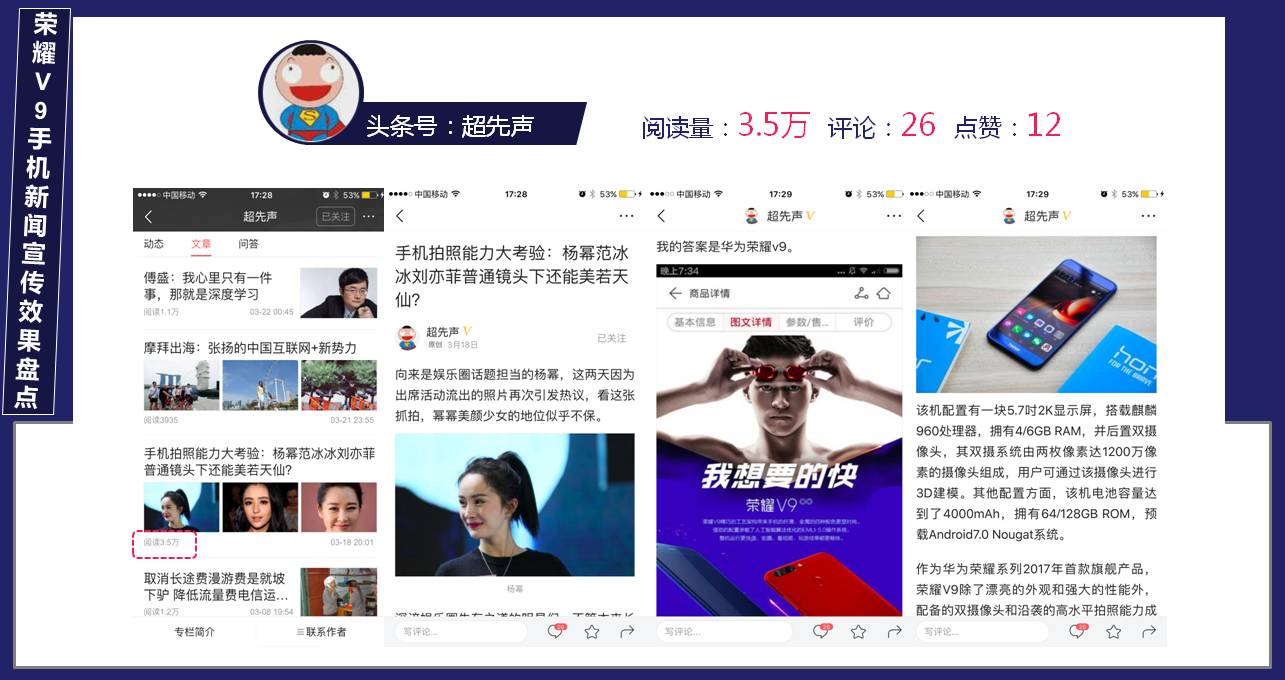 荣耀V9手机新闻宣传效果盘点
头条号：超先声
阅读量：3.5万 评论：26 点赞：12
中国移动 17:28 53%
超先声 已关注
动态 文章 问答
傅盛：我心里只有一件
事，那就是深度学习
阅读1.1万 03-22 00:45
摩拜出海：张扬的中国互联网+新势力
阅读3935 03-21 23:55
手机拍照能力大考验：杨幂范冰冰刘亦菲
普通镜头下还能美若天仙？
阅读3.5万 03-18 20:01
取消长途费漫游费是就坡
下驴 降低流量费电信运...
阅读1.2万 03-08 19:54
专栏简介 联系作者
中国移动 17:28 53%
手机拍照能力大考验：杨幂范冰
冰刘亦菲普通镜头下还能美若天
仙？
超先声 V
原创 3月18日
已关注
向来是娱乐圈话题担当的杨幂，这两天因为
出席活动流出的照片再次引发热议，看这张
抓拍，幂幂美颜少女的地位似乎不保。
杨幂
写评论... 26
中国移动 17:29 53%
超先声 V
我的答案是华为荣耀v9。
晚上7:34
商品详情
基本信息 图文详情 参数/售... 评价
我想要的快
荣耀V9
写评论... 26
中国移动 17:29 53%
超先声 V
honor
FOR THE BRAVE
该机配置有一块5.7吋2K显示屏，搭载麒麟
960处理器，拥有4/6GB RAM，并后置双摄
像头，其双摄系统由两枚像素达1200万像
素的摄像头组成，用户可通过该摄像头进行
3D建模。其他配置方面，该机电池容量达
到了4000mAh，拥有64/128GB ROM，预
载Android7.0 Nougat系统。
作为华为荣耀系列2017年首款旗舰产品，
荣耀V9除了漂亮的外观和强大的性能外，
配备的双摄像头和沿袭的高水平拍照能力成
写评论... 26